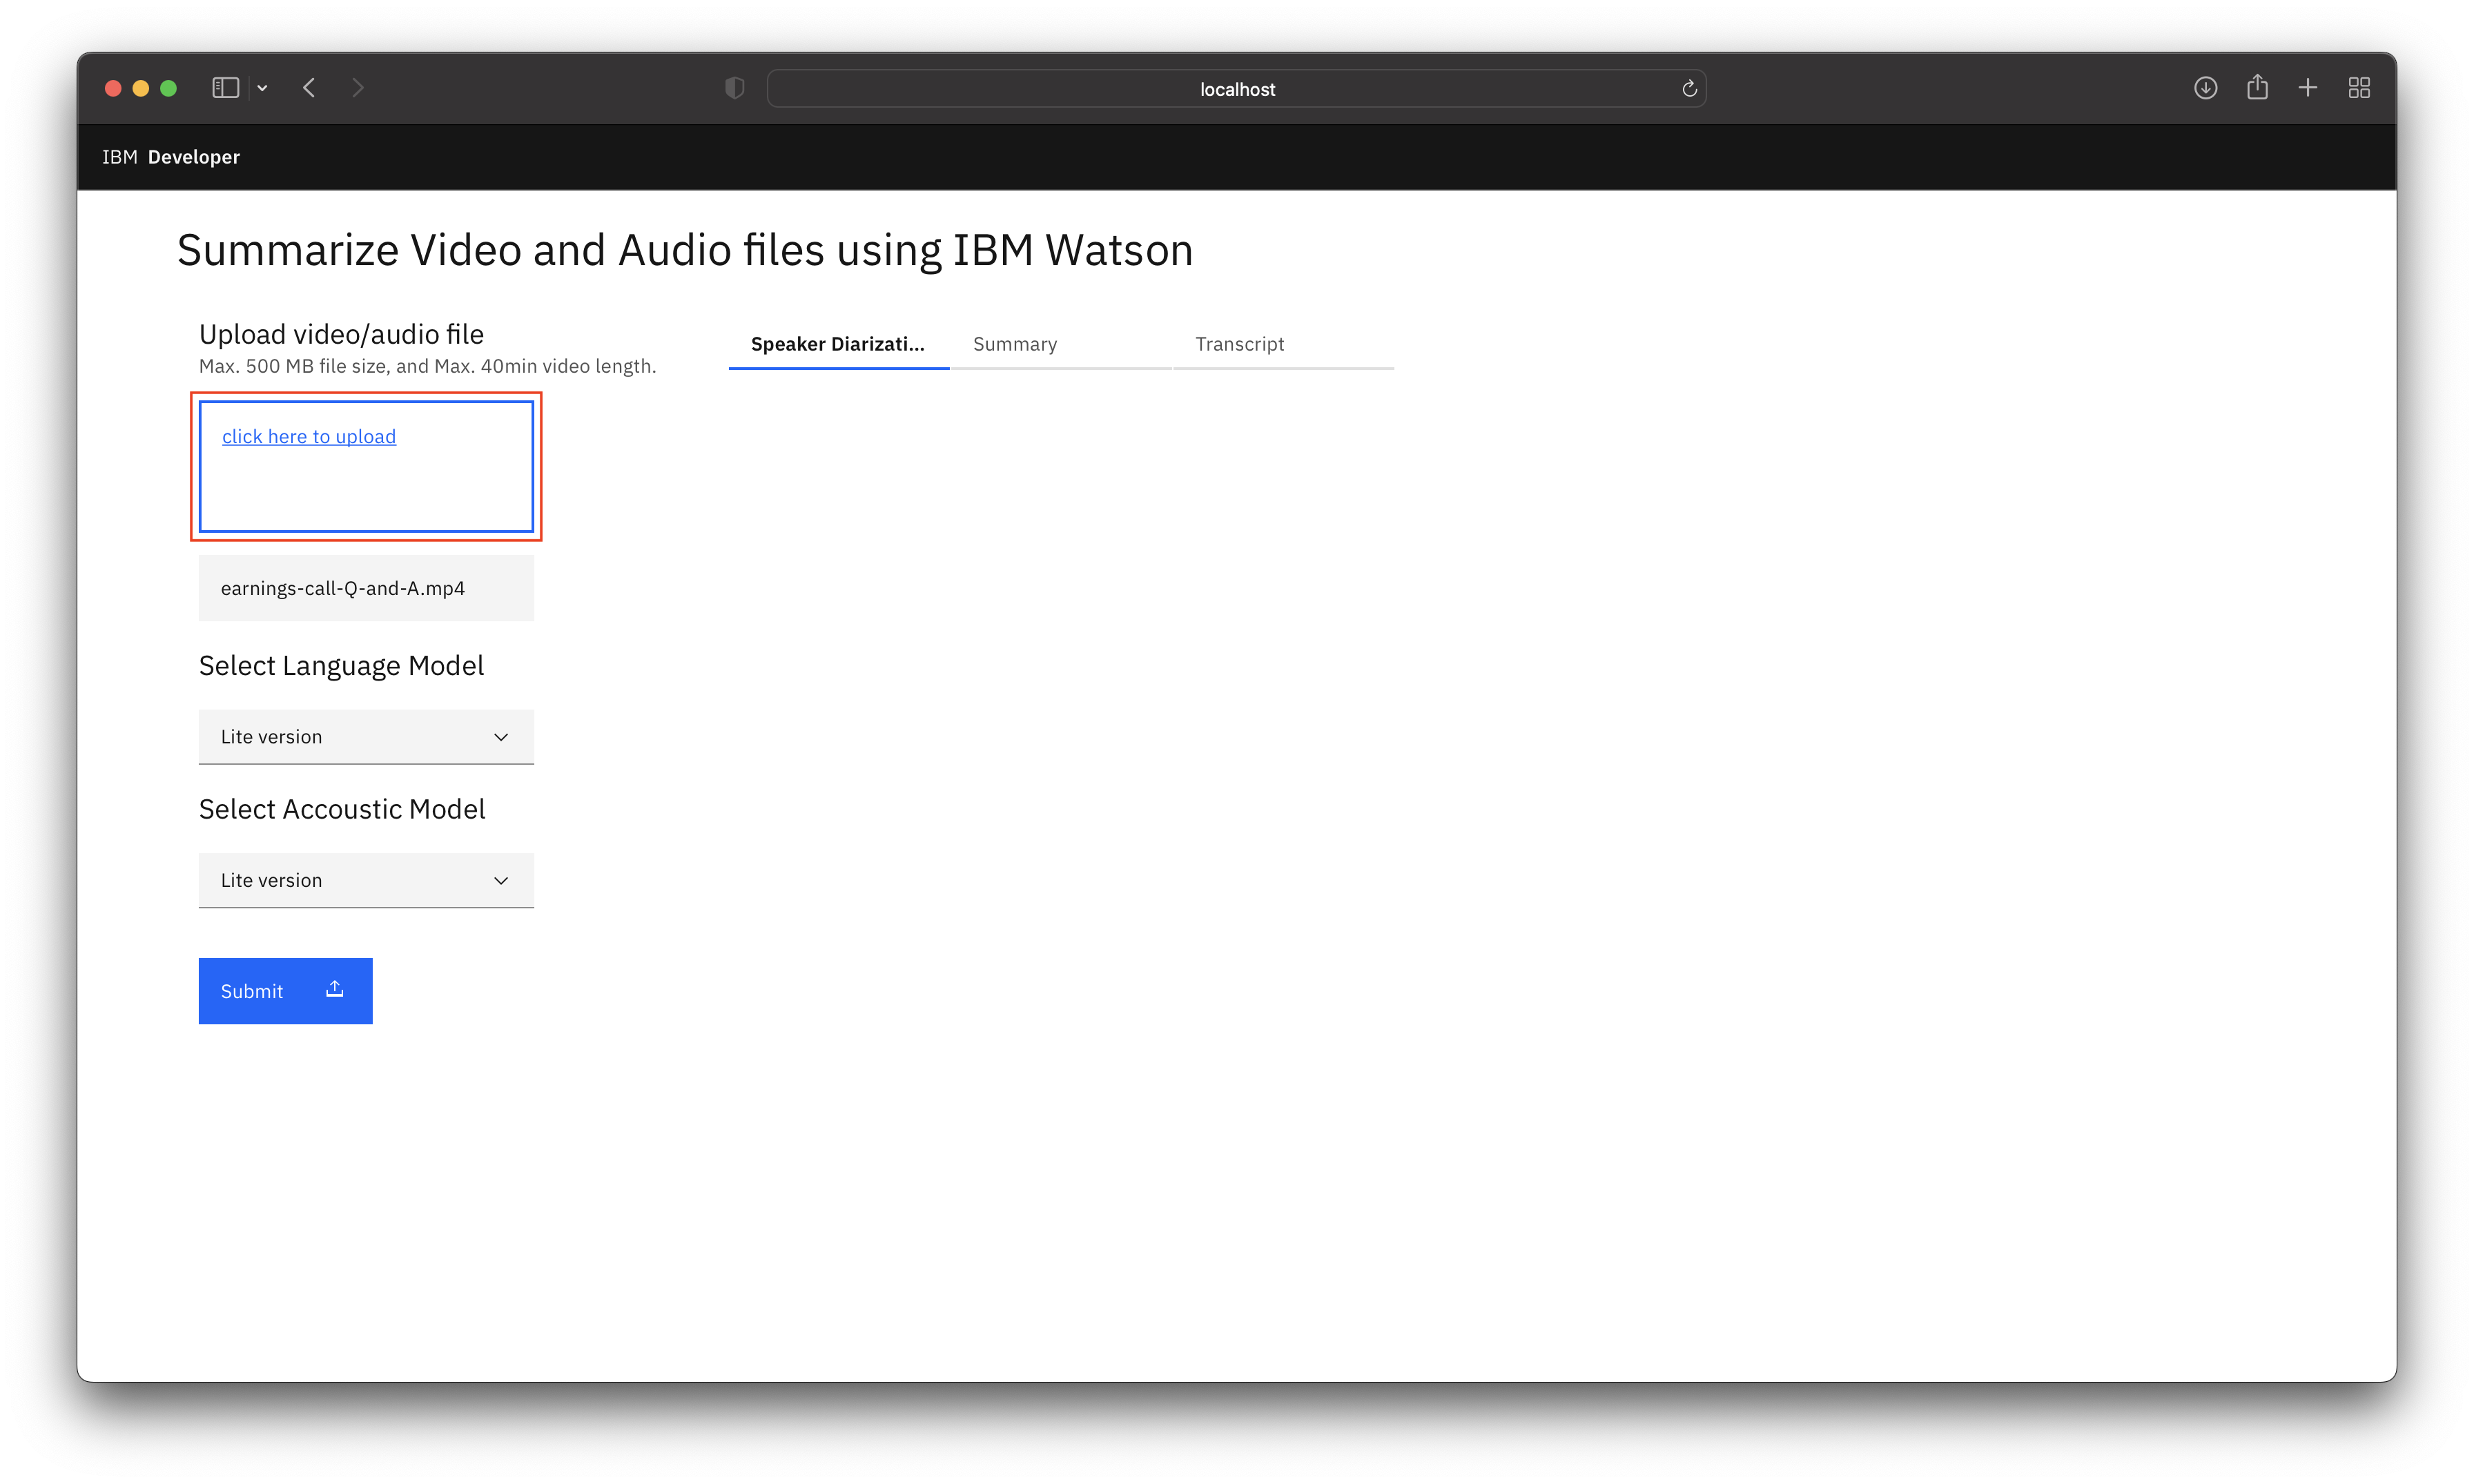 localhost
IBM Developer
Summarize Video and Audio files using IBM Watson
Upload video/audio file
Max. 500 MB file size, and Max. 40min video length.
click here to upload
earnings-call-Q-and-A.mp4
Select Language Model
Lite version
Select Accoustic Model
Lite version
Submit
Speaker Diarizati...
Summary
Transcript